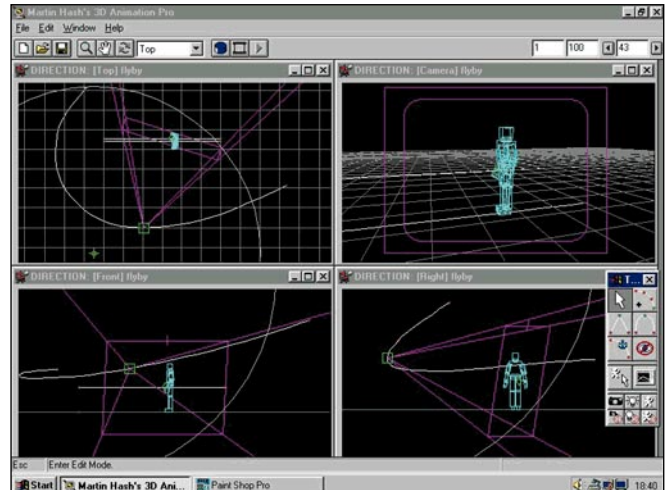 Martin Hash's 3D Animation Pro
File Edit Window Help
Top 1 100 43
DIRECTION: [Top] flyby
DIRECTION: [Camera] flyby
DIRECTION: [Front] flyby
DIRECTION: [Right] flyby
T...
Esc Enter Edit Mode.
Start Martin Hash's 3D Ani... Paint Shop Pro 18:40